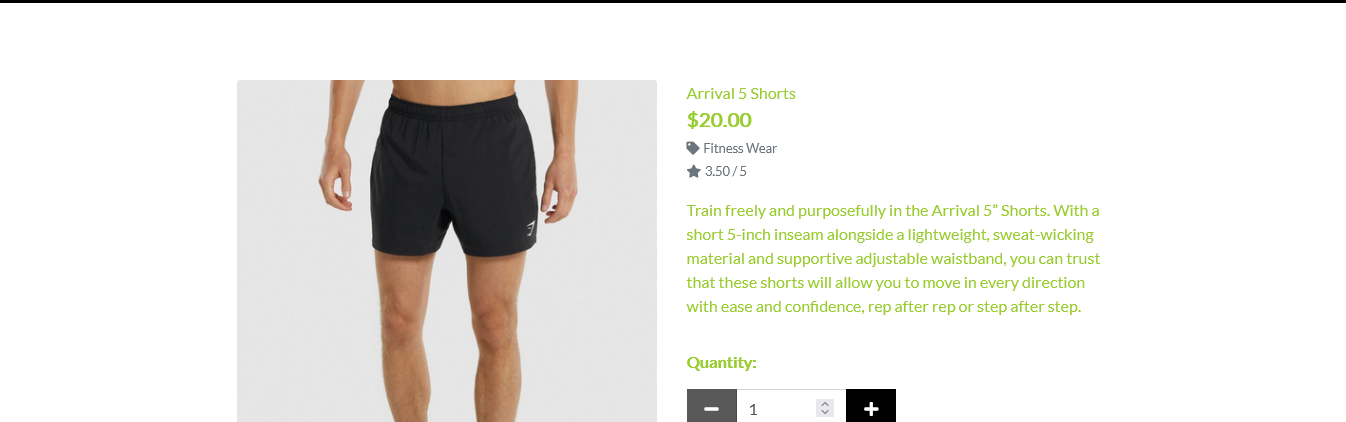 Arrival 5 Shorts
$20.00
Fitness Wear
3.50 / 5
Train freely and purposefully in the Arrival 5” Shorts. With a
short 5-inch inseam alongside a lightweight, sweat-wicking
material and supportive adjustable waistband, you can trust
that these shorts will allow you to move in every direction
with ease and confidence, rep after rep or step after step.
Quantity:
1